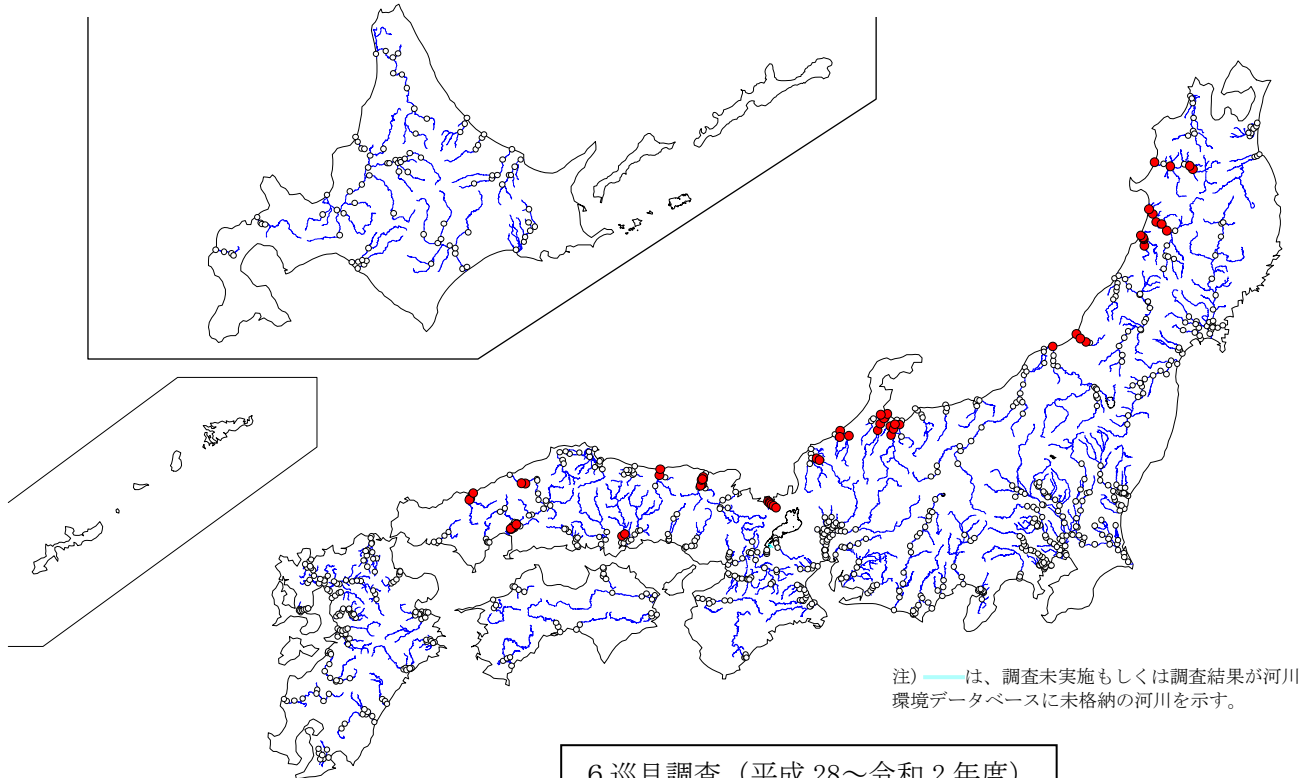 注) は、調査未実施もしくは調査結果が河川
環境データベースに未格納の河川を示す。
6 巡目調査（平成 28～令和 2 年度）